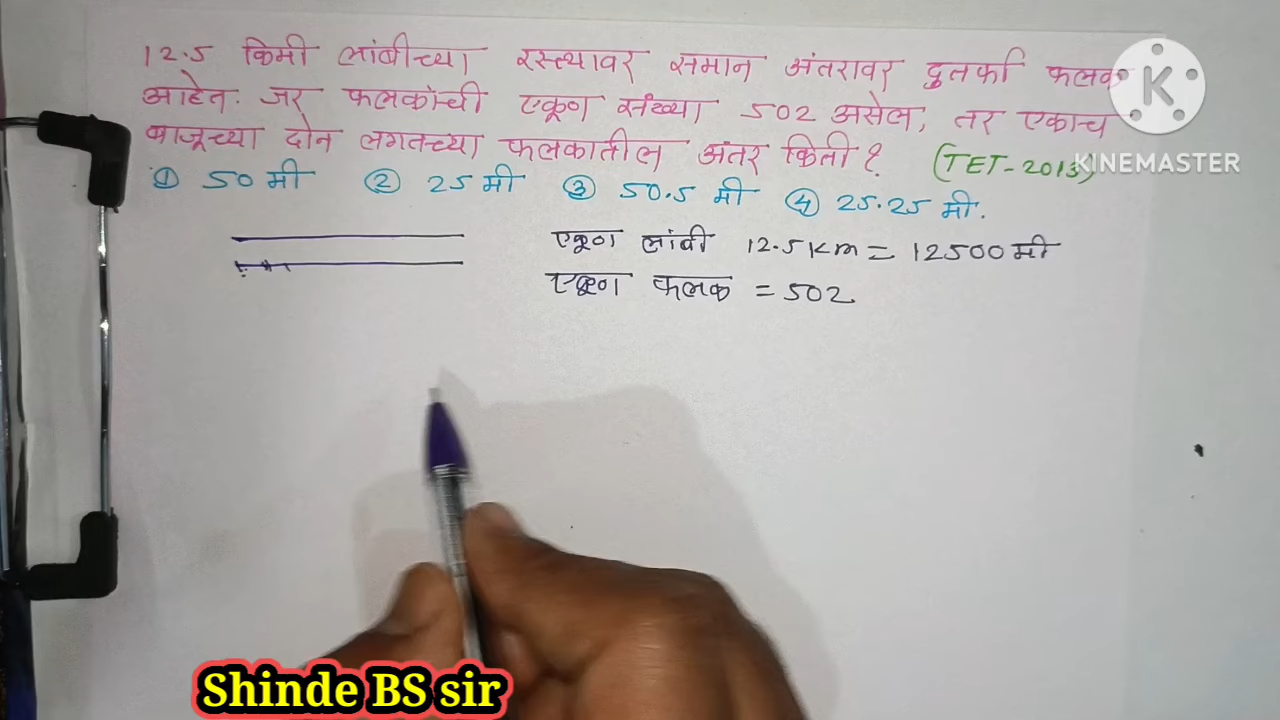 12.5 किमी लांबीच्या रस्त्यावर समान अंतरावर दुतर्फा फलक
आहेत. जर फलकांची एकूण संख्या 502 असेल, तर एकाच
बाजूच्या दोन लगतच्या फलकातील अंतर किती? (TET-2013)
① 50 मी ② 25 मी ③ 50.5 मी ④ 25.25 मी.
एकूण लांबी 12.5 KM = 12500 मी
एकूण फलक = 502
K
KINEMASTER
Shinde BS sir